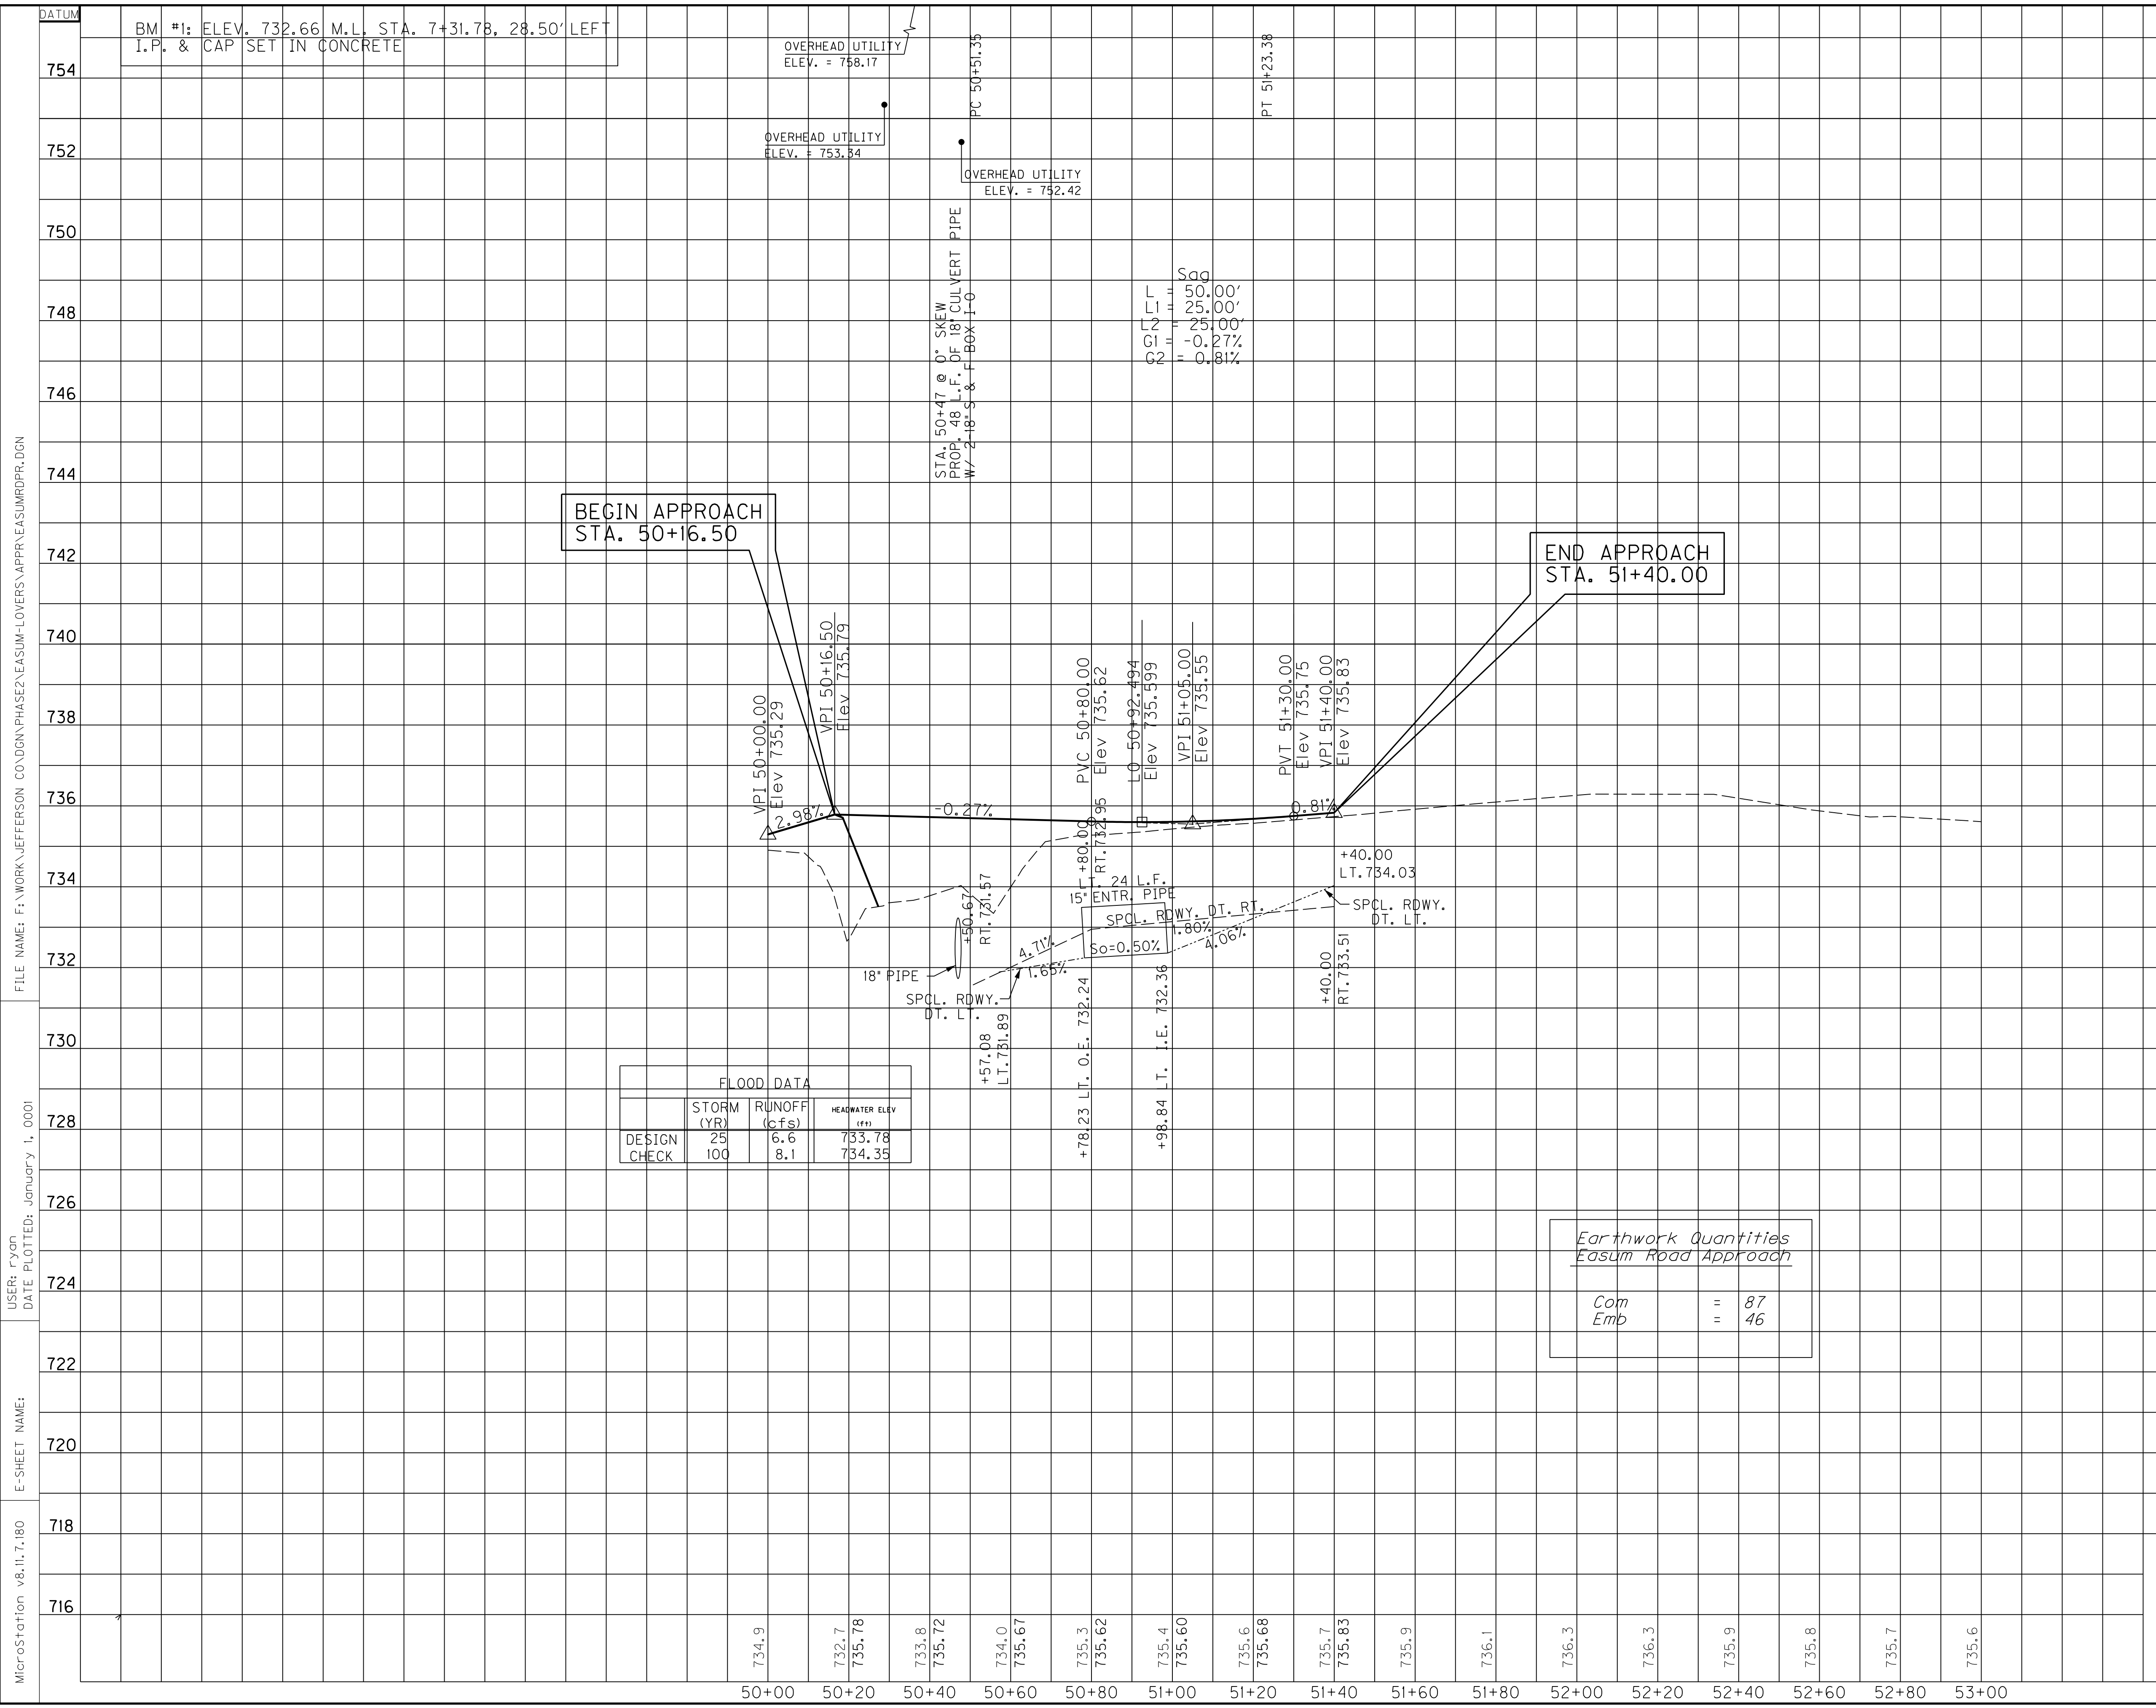 DATUM
BM #1: ELEV. 732.66 M.L. STA. 7+31.78, 28.50' LEFT
I.P. & CAP SET IN CONCRETE
OVERHEAD UTILITY
ELEV. = 758.17
OVERHEAD UTILITY
ELEV. = 753.34
OVERHEAD UTILITY
ELEV. = 752.42
PC 50+51.35
PT 51+23.38
754
752
750
748
746
744
742
740
738
736
734
732
730
728
726
724
722
720
718
716
STA. 50+47 @ 0° SKEW
PROP. 48 L.F. OF 18" CULVERT PIPE
W/ 2-18" S & F BOX I-O
Sag
L = 50.00'
L1 = 25.00'
L2 = 25.00'
G1 = -0.27%
G2 = 0.81%
BEGIN APPROACH
STA. 50+16.50
END APPROACH
STA. 51+40.00
VPI 50+00.00
Elev 735.29
VPI 50+16.50
Elev 735.79
PVC 50+80.00
Elev 735.62
LO 50+92.494
Elev 735.599
VPI 51+05.00
Elev 735.55
PVT 51+30.00
Elev 735.75
VPI 51+40.00
Elev 735.83
2.98%
-0.27%
0.81%
+80.00
RT.732.95
+50.67
RT.731.57
LT. 24 L.F.
15" ENTR. PIPE
SPCL. RDWY. DT. RT.
1.80%
So=0.50%
4.71%
1.65%
4.06%
+40.00
LT.734.03
SPCL. RDWY.
DT. LT.
18" PIPE
SPCL. RDWY.
DT. LT.
+40.00
RT.733.51
+57.08
LT.731.89
+78.23 LT. O.E. 732.24
+98.84 LT. I.E. 732.36
FLOOD DATA
STORM (YR) RUNOFF (cfs) HEADWATER ELEV (ft)
DESIGN 25 6.6 733.78
CHECK 100 8.1 734.35
Earthwork Quantities
Easum Road Approach
Com = 87
Emb = 46
734.9
732.7
735.78
733.8
735.72
734.0
735.67
735.3
735.62
735.4
735.60
735.6
735.68
735.7
735.83
735.9
736.1
736.3
736.3
735.9
735.8
735.7
735.6
50+00 50+20 50+40 50+60 50+80 51+00 51+20 51+40 51+60 51+80 52+00 52+20 52+40 52+60 52+80 53+00
FILE NAME: F:\WORK\JEFFERSON CO\DGN\PHASE2\EASUM-LOVERS\APPR\EASUMRDPR.DGN
USER: ryan
DATE PLOTTED: January 1, 0001
E-SHEET NAME:
MicroStation v8.11.7.180